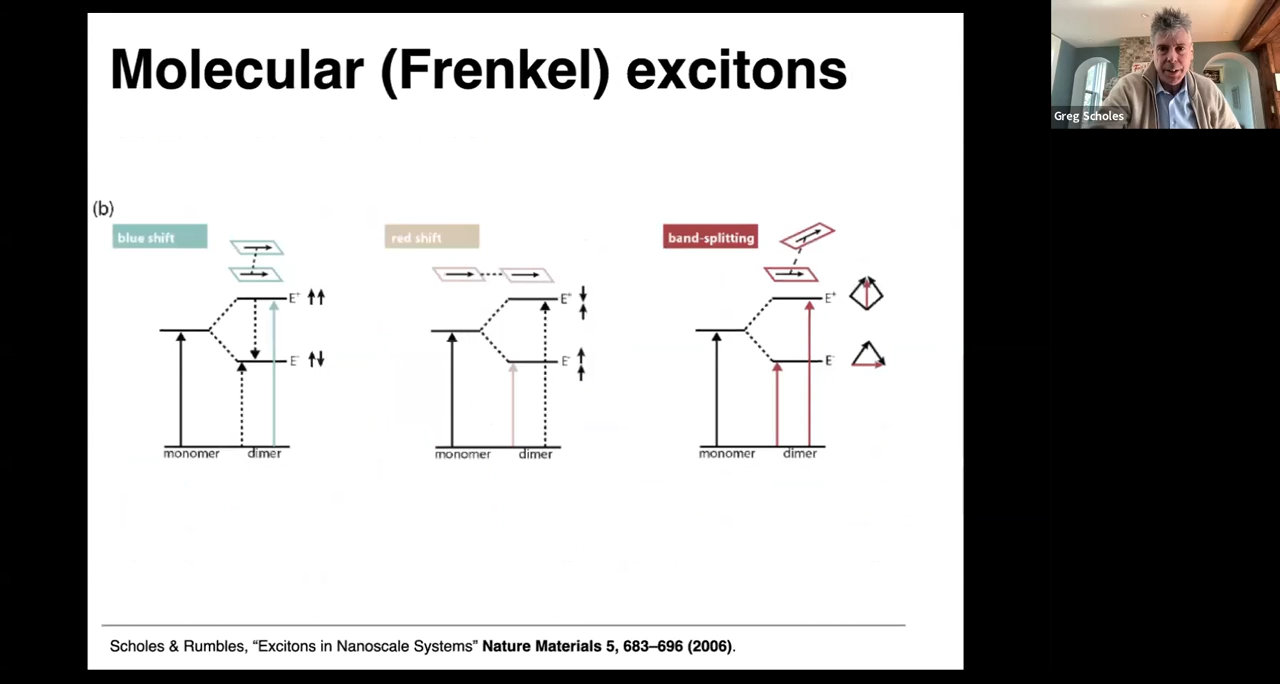 Molecular (Frenkel) excitons
Greg Scholes
(b)
blue shift
E⁺
E⁻
monomer dimer
red shift
E⁺
E⁻
monomer dimer
band-splitting
E⁺
E⁻
monomer dimer
Scholes & Rumbles, “Excitons in Nanoscale Systems” Nature Materials 5, 683–696 (2006).